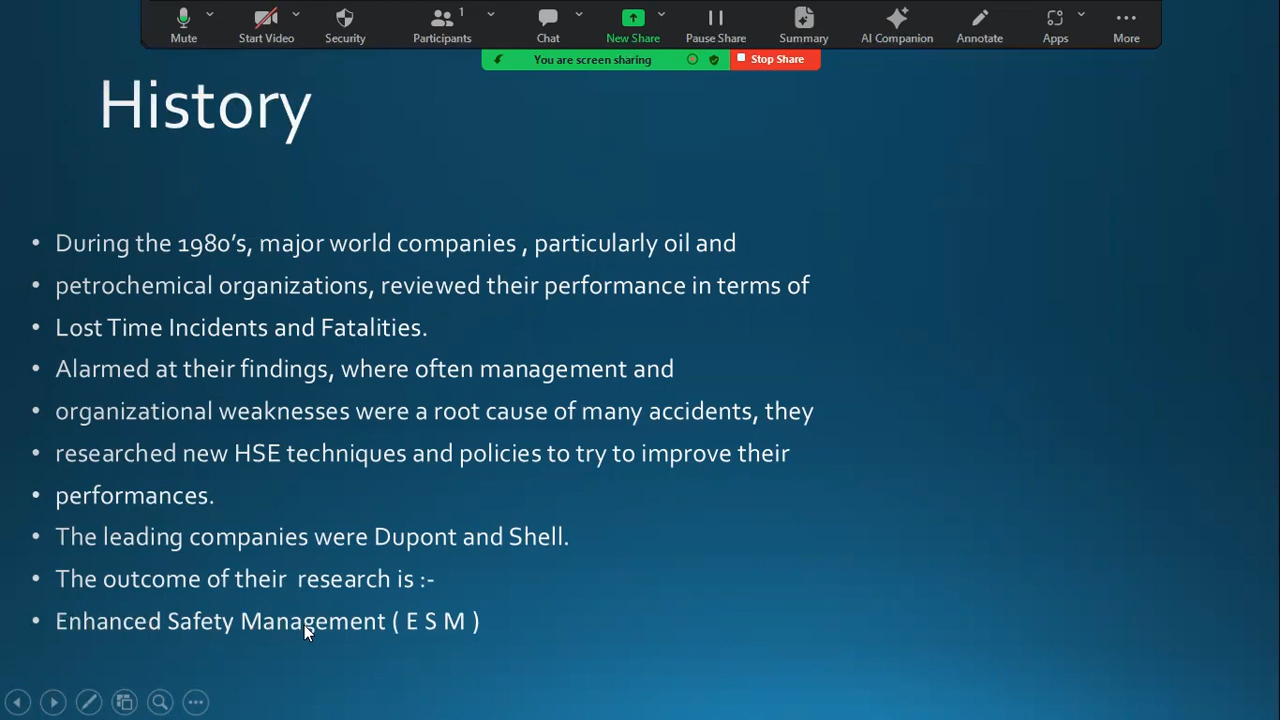 Mute
Start Video
Security
Participants
1
Chat
New Share
Pause Share
Summary
AI Companion
Annotate
Apps
More
You are screen sharing
Stop Share
History
• During the 1980's, major world companies , particularly oil and
• petrochemical organizations, reviewed their performance in terms of
• Lost Time Incidents and Fatalities.
• Alarmed at their findings, where often management and
• organizational weaknesses were a root cause of many accidents, they
• researched new HSE techniques and policies to try to improve their
• performances.
• The leading companies were Dupont and Shell.
• The outcome of their  research is :-
• Enhanced Safety Management ( E S M )